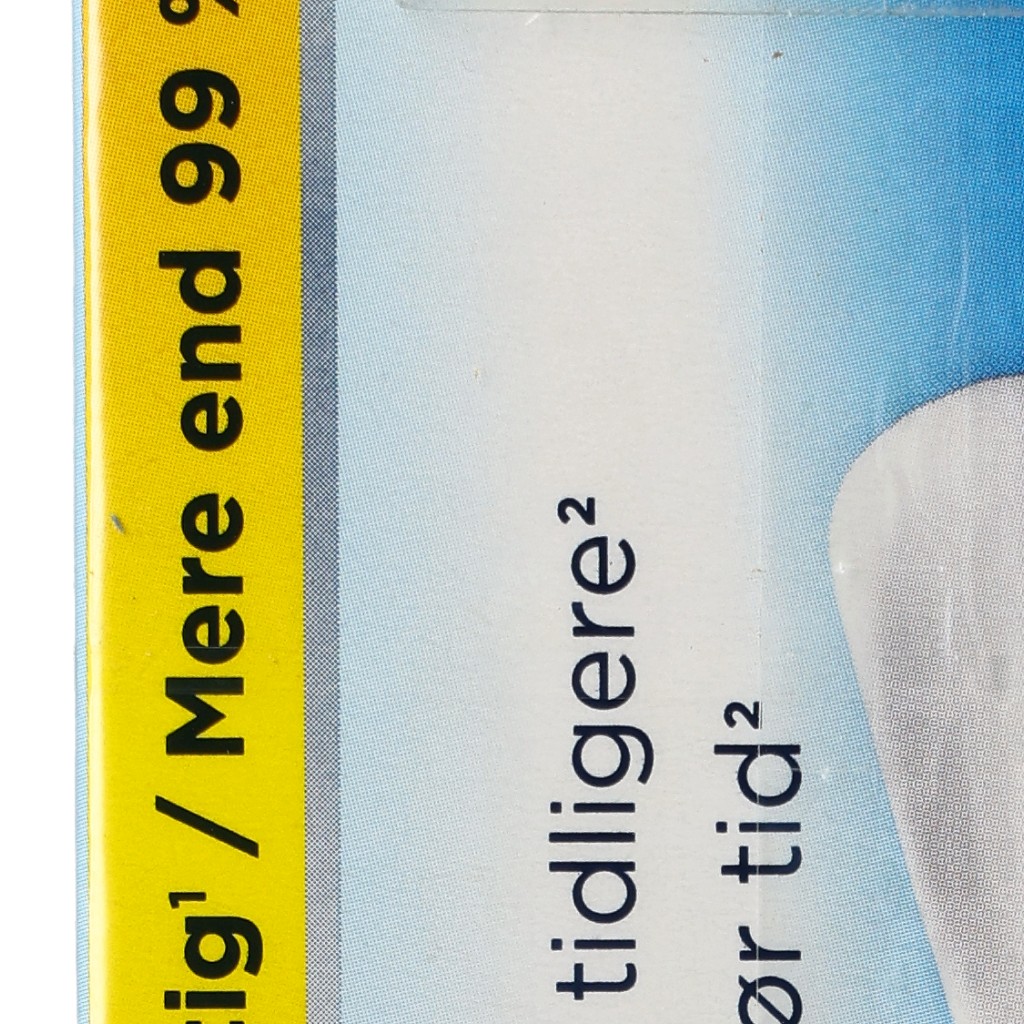 tig¹ / Mere end 99 %
tidligere²
ør tid²